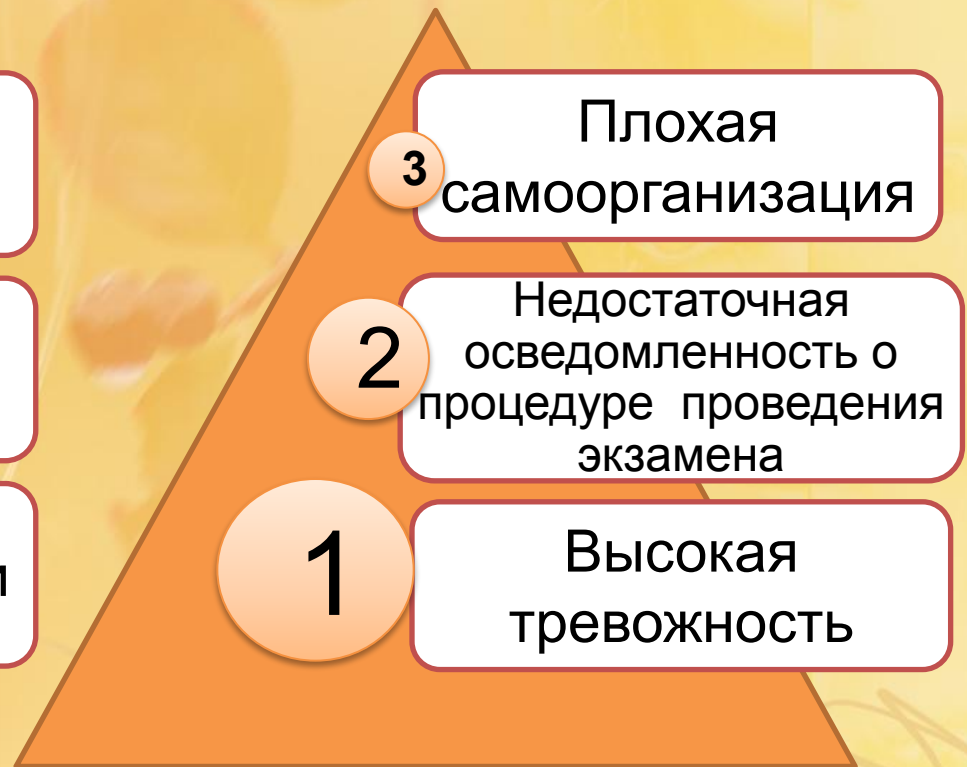 3
Плохая
самоорганизация
2
Недостаточная
осведомленность о
процедуре проведения
экзамена
1
Высокая
тревожность